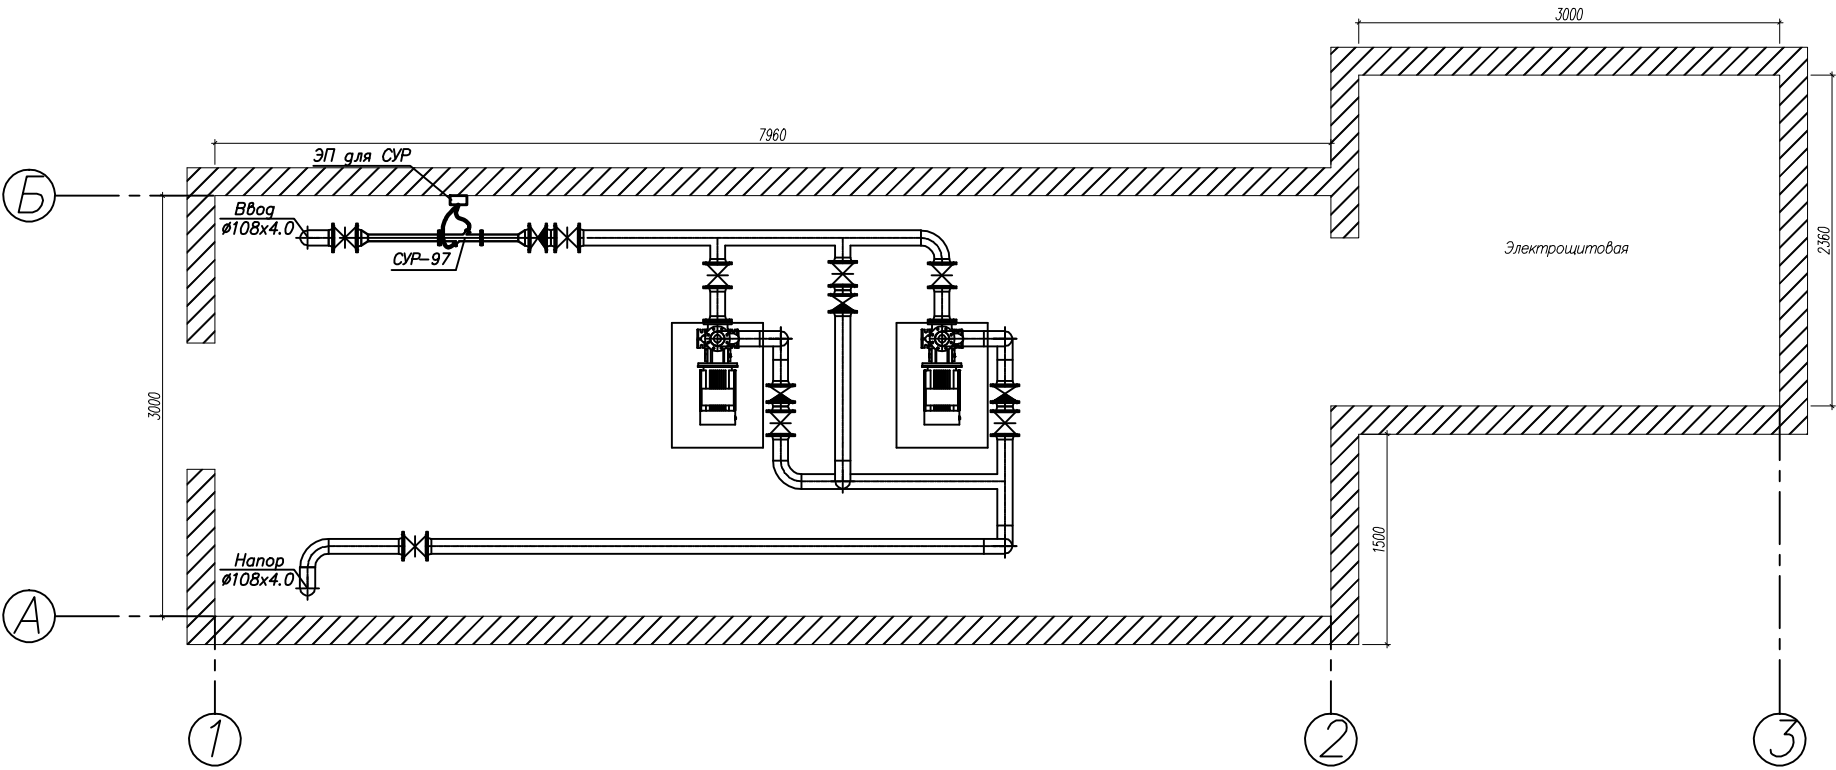 3000
7960
ЭП для СУР
Б
Ввод
ø108x4.0
СУР-97
Электрощитовая
2360
3000
1500
Напор
ø108x4.0
А
1
2
3